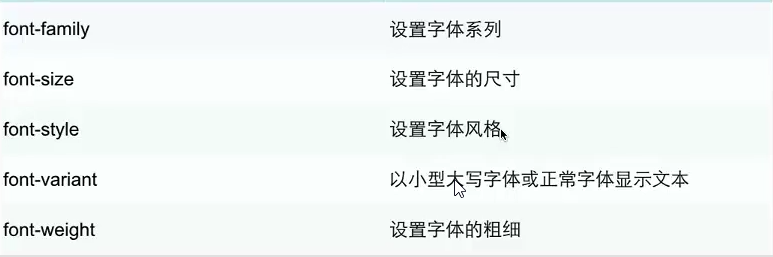 font-family 设置字体系列
font-size 设置字体的尺寸
font-style 设置字体风格
font-variant 以小型大写字体或正常字体显示文本
font-weight 设置字体的粗细